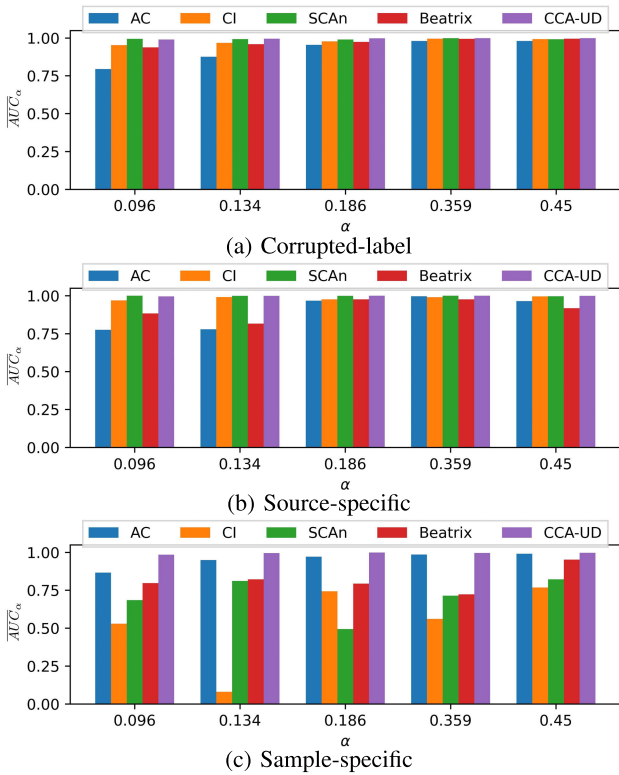 AC CI SCAn Beatrix CCA-UD
1.00
0.75
0.50
0.25
0.00
AUCα
0.096 0.134 0.186 0.359 0.45
α
(a) Corrupted-label
AC CI SCAn Beatrix CCA-UD
1.00
0.75
0.50
0.25
0.00
AUCα
0.096 0.134 0.186 0.359 0.45
α
(b) Source-specific
AC CI SCAn Beatrix CCA-UD
1.00
0.75
0.50
0.25
0.00
AUCα
0.096 0.134 0.186 0.359 0.45
α
(c) Sample-specific